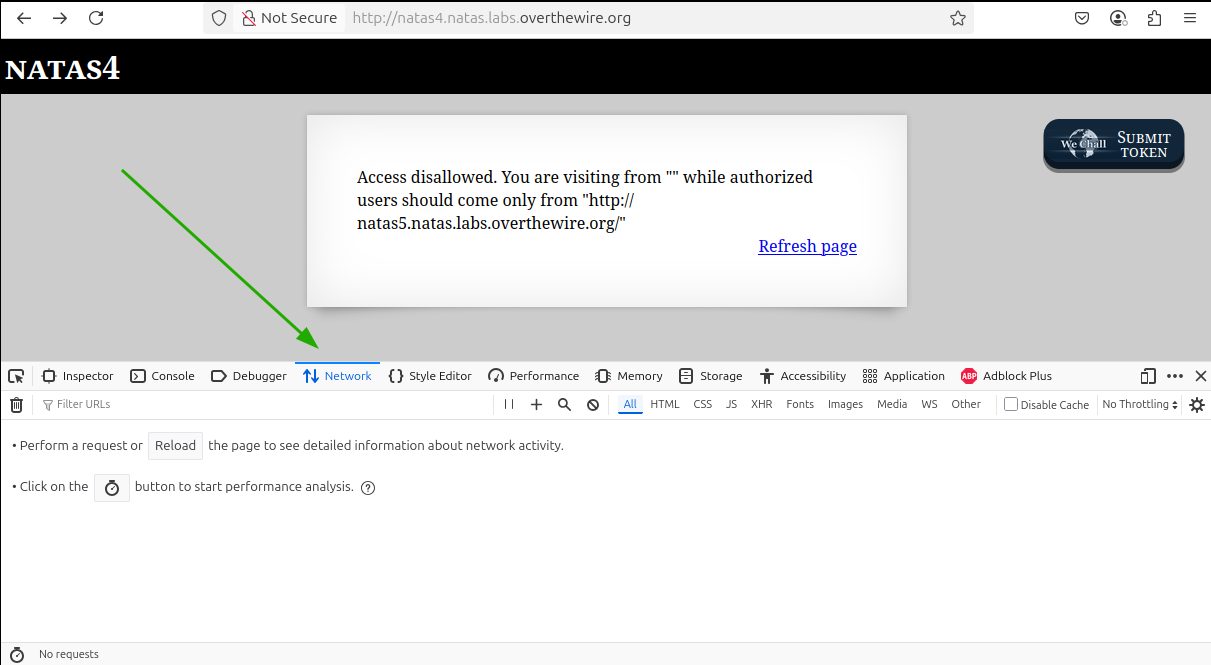 Not Secure http://natas4.natas.labs.overthewire.org
NATAS4
We Chall SUBMIT TOKEN
Access disallowed. You are visiting from "" while authorized
users should come only from "http://
natas5.natas.labs.overthewire.org/"
Refresh page
Inspector Console Debugger Network Style Editor Performance Memory Storage Accessibility Application ABP Adblock Plus
Filter URLs All HTML CSS JS XHR Fonts Images Media WS Other Disable Cache No Throttling
• Perform a request or Reload the page to see detailed information about network activity.
• Click on the button to start performance analysis. ?
No requests